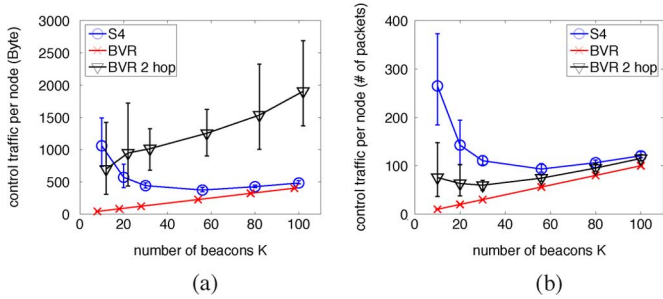 control traffic per node (Byte)
3000
2500
2000
1500
1000
500
0
0
20
40
60
80
100
number of beacons K
S4
BVR
BVR 2 hop
(a)
control traffic per node (# of packets)
400
300
200
100
0
0
20
40
60
80
100
number of beacons K
S4
BVR
BVR 2 hop
(b)